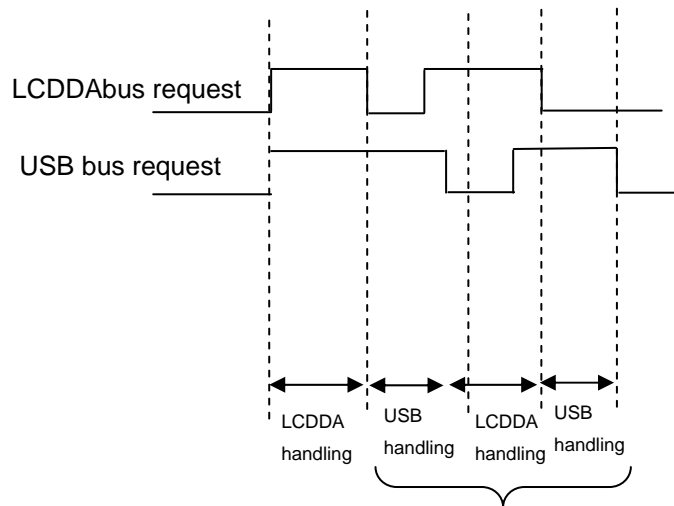 LCDDAbus request
USB bus request
LCDDA
handling
USB
handling
LCDDA
handling
USB
handling